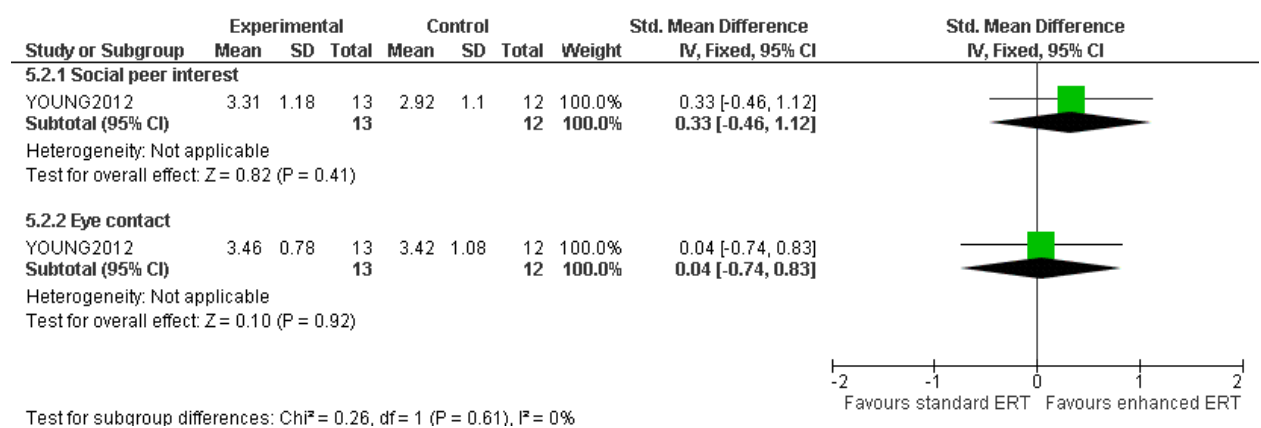 Experimental Control Std. Mean Difference Std. Mean Difference
Study or Subgroup Mean SD Total Mean SD Total Weight IV, Fixed, 95% CI IV, Fixed, 95% CI
5.2.1 Social peer interest
YOUNG2012 3.31 1.18 13 2.92 1.1 12 100.0% 0.33 [-0.46, 1.12]
Subtotal (95% CI) 13 12 100.0% 0.33 [-0.46, 1.12]
Heterogeneity: Not applicable
Test for overall effect: Z = 0.82 (P = 0.41)
5.2.2 Eye contact
YOUNG2012 3.46 0.78 13 3.42 1.08 12 100.0% 0.04 [-0.74, 0.83]
Subtotal (95% CI) 13 12 100.0% 0.04 [-0.74, 0.83]
Heterogeneity: Not applicable
Test for overall effect: Z = 0.10 (P = 0.92)
-2 -1 0 1 2
Favours standard ERT Favours enhanced ERT
Test for subgroup differences: Chi² = 0.26, df = 1 (P = 0.61), I² = 0%